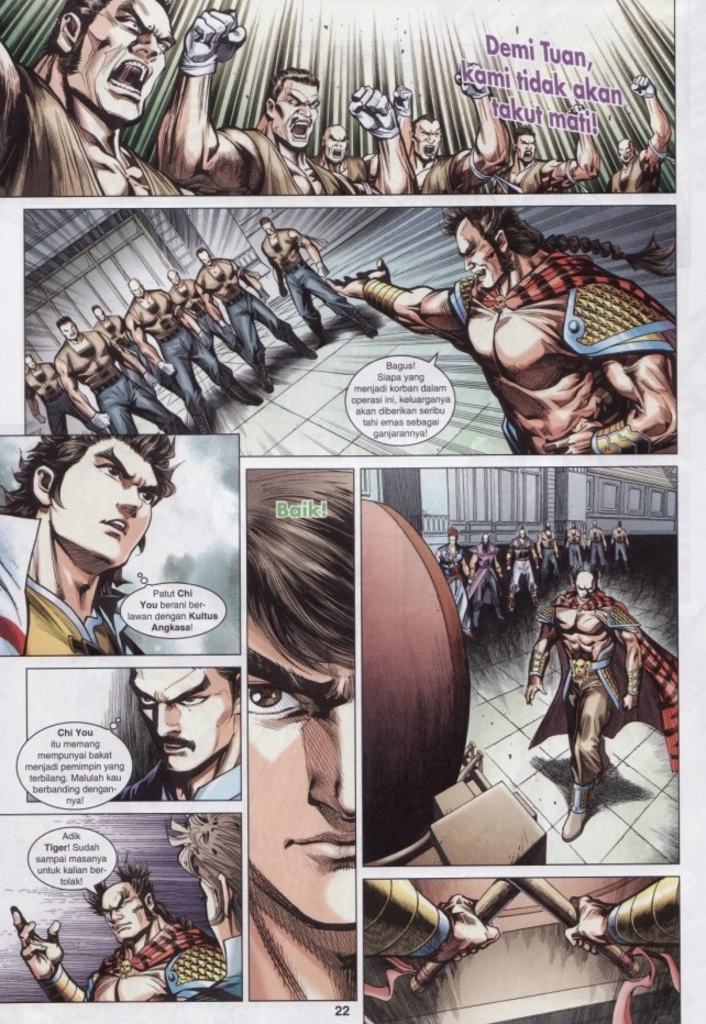 Demi Tuan,
kami tidak akan
takut mati!
Bagus!
Siapa yang
menjadi korban dalam
operasi ini, keluarganya
akan diberikan seribu
tahi emas sebagai
ganjarannya!
Patut Chi
You berani ber-
lawan dengan Kultus
Angkasa!
Baik!
Chi You
itu memang
mempunyai bakat
menjadi pemimpin yang
terbilang. Malulah kau
berbanding dengan-
nya!
Adik
Tiger! Sudah
sampai masanya
untuk kalian ber-
tolak!
22